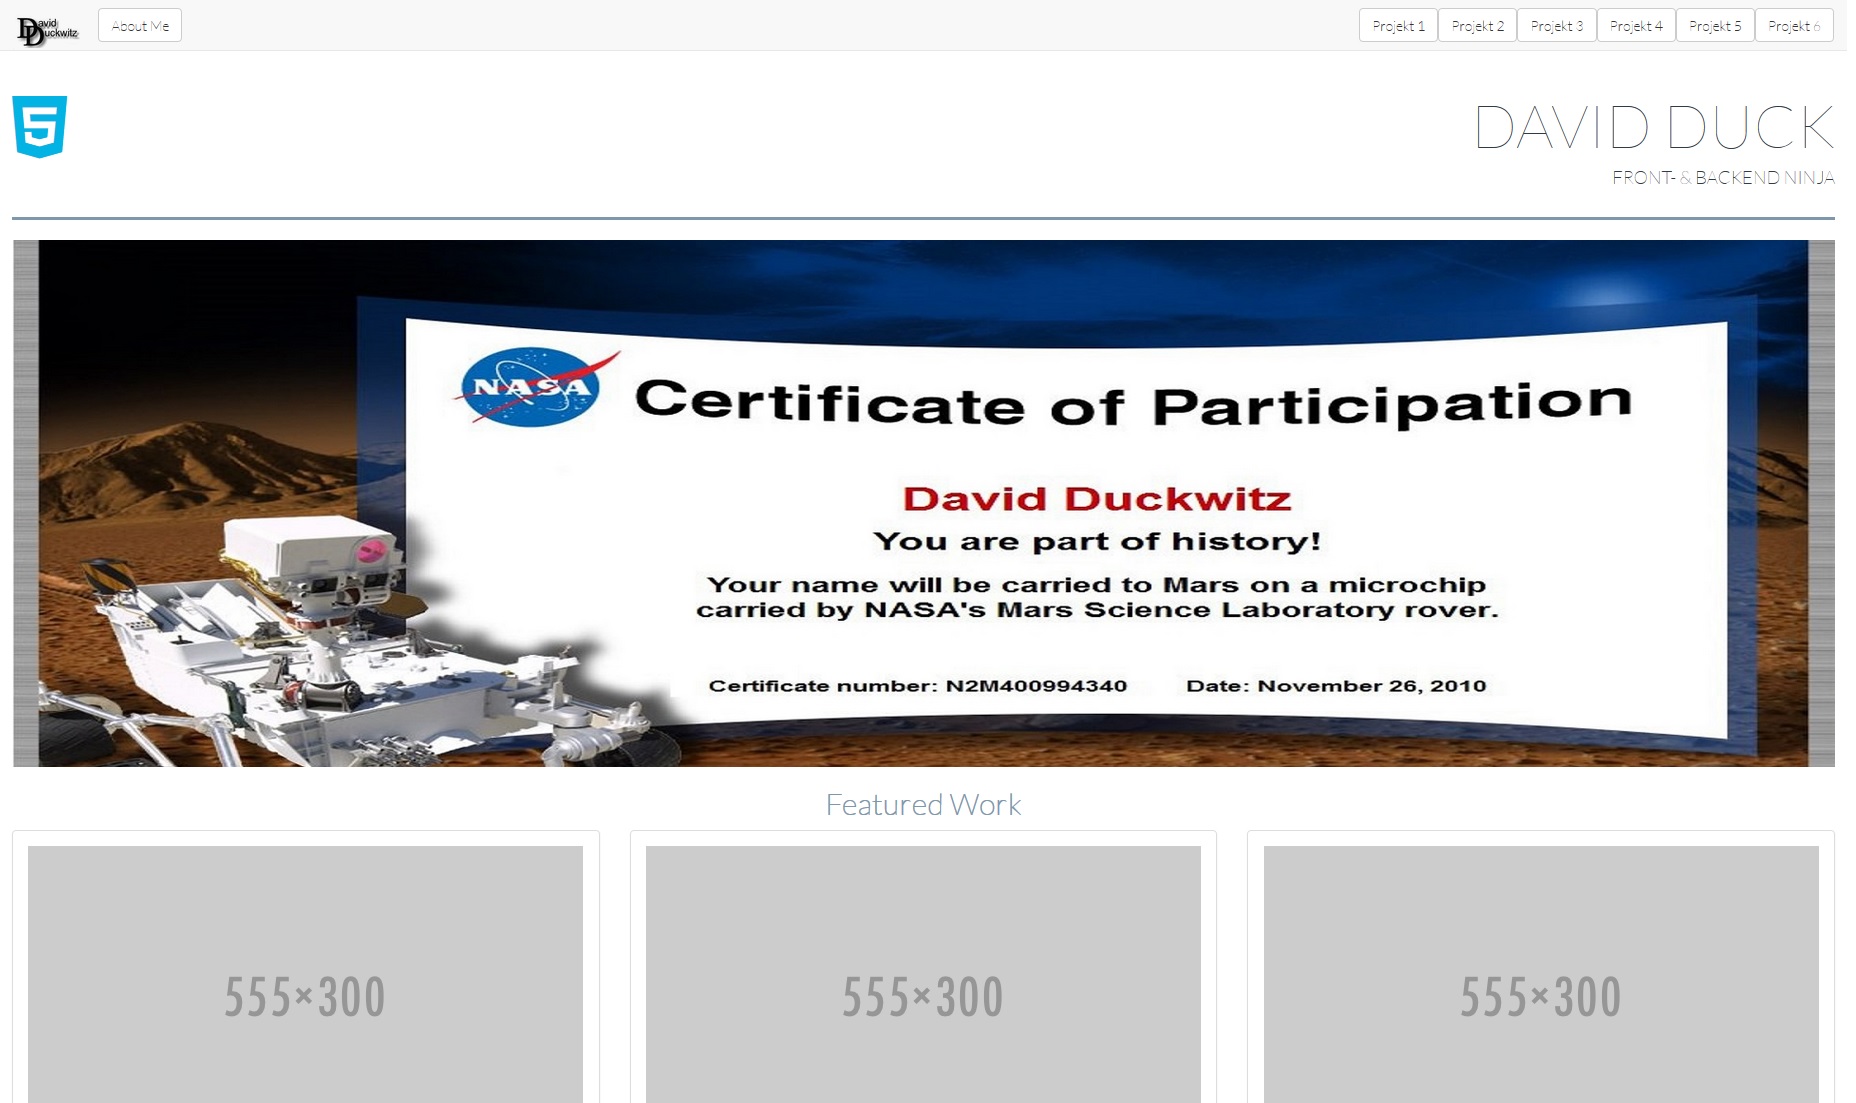 David
Duckwitz
About Me
Projekt 1
Projekt 2
Projekt 3
Projekt 4
Projekt 5
Projekt 6
5
DAVID DUCK
FRONT- & BACKEND NINJA
NASA
Certificate of Participation
David Duckwitz
You are part of history!
Your name will be carried to Mars on a microchip
carried by NASA's Mars Science Laboratory rover.
Certificate number: N2M400994340 Date: November 26, 2010
Featured Work
555×300
555×300
555×300